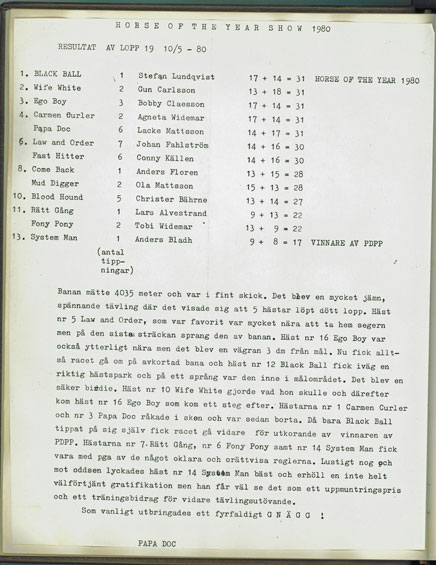 HORSE OF THE YEAR SHOW 1980
RESULTAT AV LOPP 19 10/5 - 80
1. BLACK BALL 1 Stefan Lundqvist 17 + 14 = 31 HORSE OF THE YEAR 1980
2. Wife White 2 Gun Carlsson 13 + 18 = 31
3. Ego Boy 3 Bobby Claesson 14 + 17 = 31
4. Carmen Curler 2 Agneta Widemar 17 + 14 = 31
Papa Doc 6 Lacke Mattsson 14 + 17 = 31
6. Law and Order 7 Johan Fahlström 14 + 16 = 30
Fast Hitter 6 Conny Källen 14 + 16 = 30
8. Come Back 1 Anders Floren 13 + 15 = 28
Mud Digger 2 Ola Mattsson 15 + 13 = 28
10. Blood Hound 5 Christer Bährne 13 + 14 = 27
11. Rätt Gång 1 Lars Alvestrand 9 + 13 = 22
Fony Pony 2 Tobi Widemar 13 + 9 = 22
13. System Man 1 Anders Bladh 9 + 8 = 17 VINNARE AV PDPP
(antal
tipp-
ningar)
Banan mätte 4035 meter och var i fint skick. Det blev en mycket jämn,
spännande tävling där det visade sig att 5 hästar löpt dött lopp. Häst
nr 5 Law and Order, som var favorit var mycket nära att ta hem segern
men på den sista sträckan sprang den av banan. Häst nr 16 Ego Boy var
också ytterligt nära men det blev en vägran 3 dm från mål. Nu fick allt-
så racet gå om på avkortad bana och häst nr 12 Black Ball fick iväg en
riktig hästspark och på ett språng var den inne i målområdet. Det blev en
säker birdie. Häst nr 10 Wife White gjorde vad hon skulle och därefter
kom häst nr 16 Ego Boy som kom ett steg efter. Hästarna nr 1 Carmen Curler
och nr 3 Papa Doc råkade i sken och var sedan borta. Då bara Black Ball
tippat på sig själv fick racet gå vidare för utkorande av vinnaren av
PDPP. Hästarna nr 7 Rätt Gång, nr 6 Fony Pony samt nr 14 System Man fick
vara med pga av de något oklara och orättvisa reglerna. Lustigt nog och
mot oddsen lyckades häst nr 14 System Man bäst och erhöll en inte helt
välförtjänt gratifikation men han får väl se det som ett uppmuntringspris
och ett träningsbidrag för vidare tävlingsutövande.
Som vanligt utbringades ett fyrfaldigt G N Ä G G !
PAPA DOC